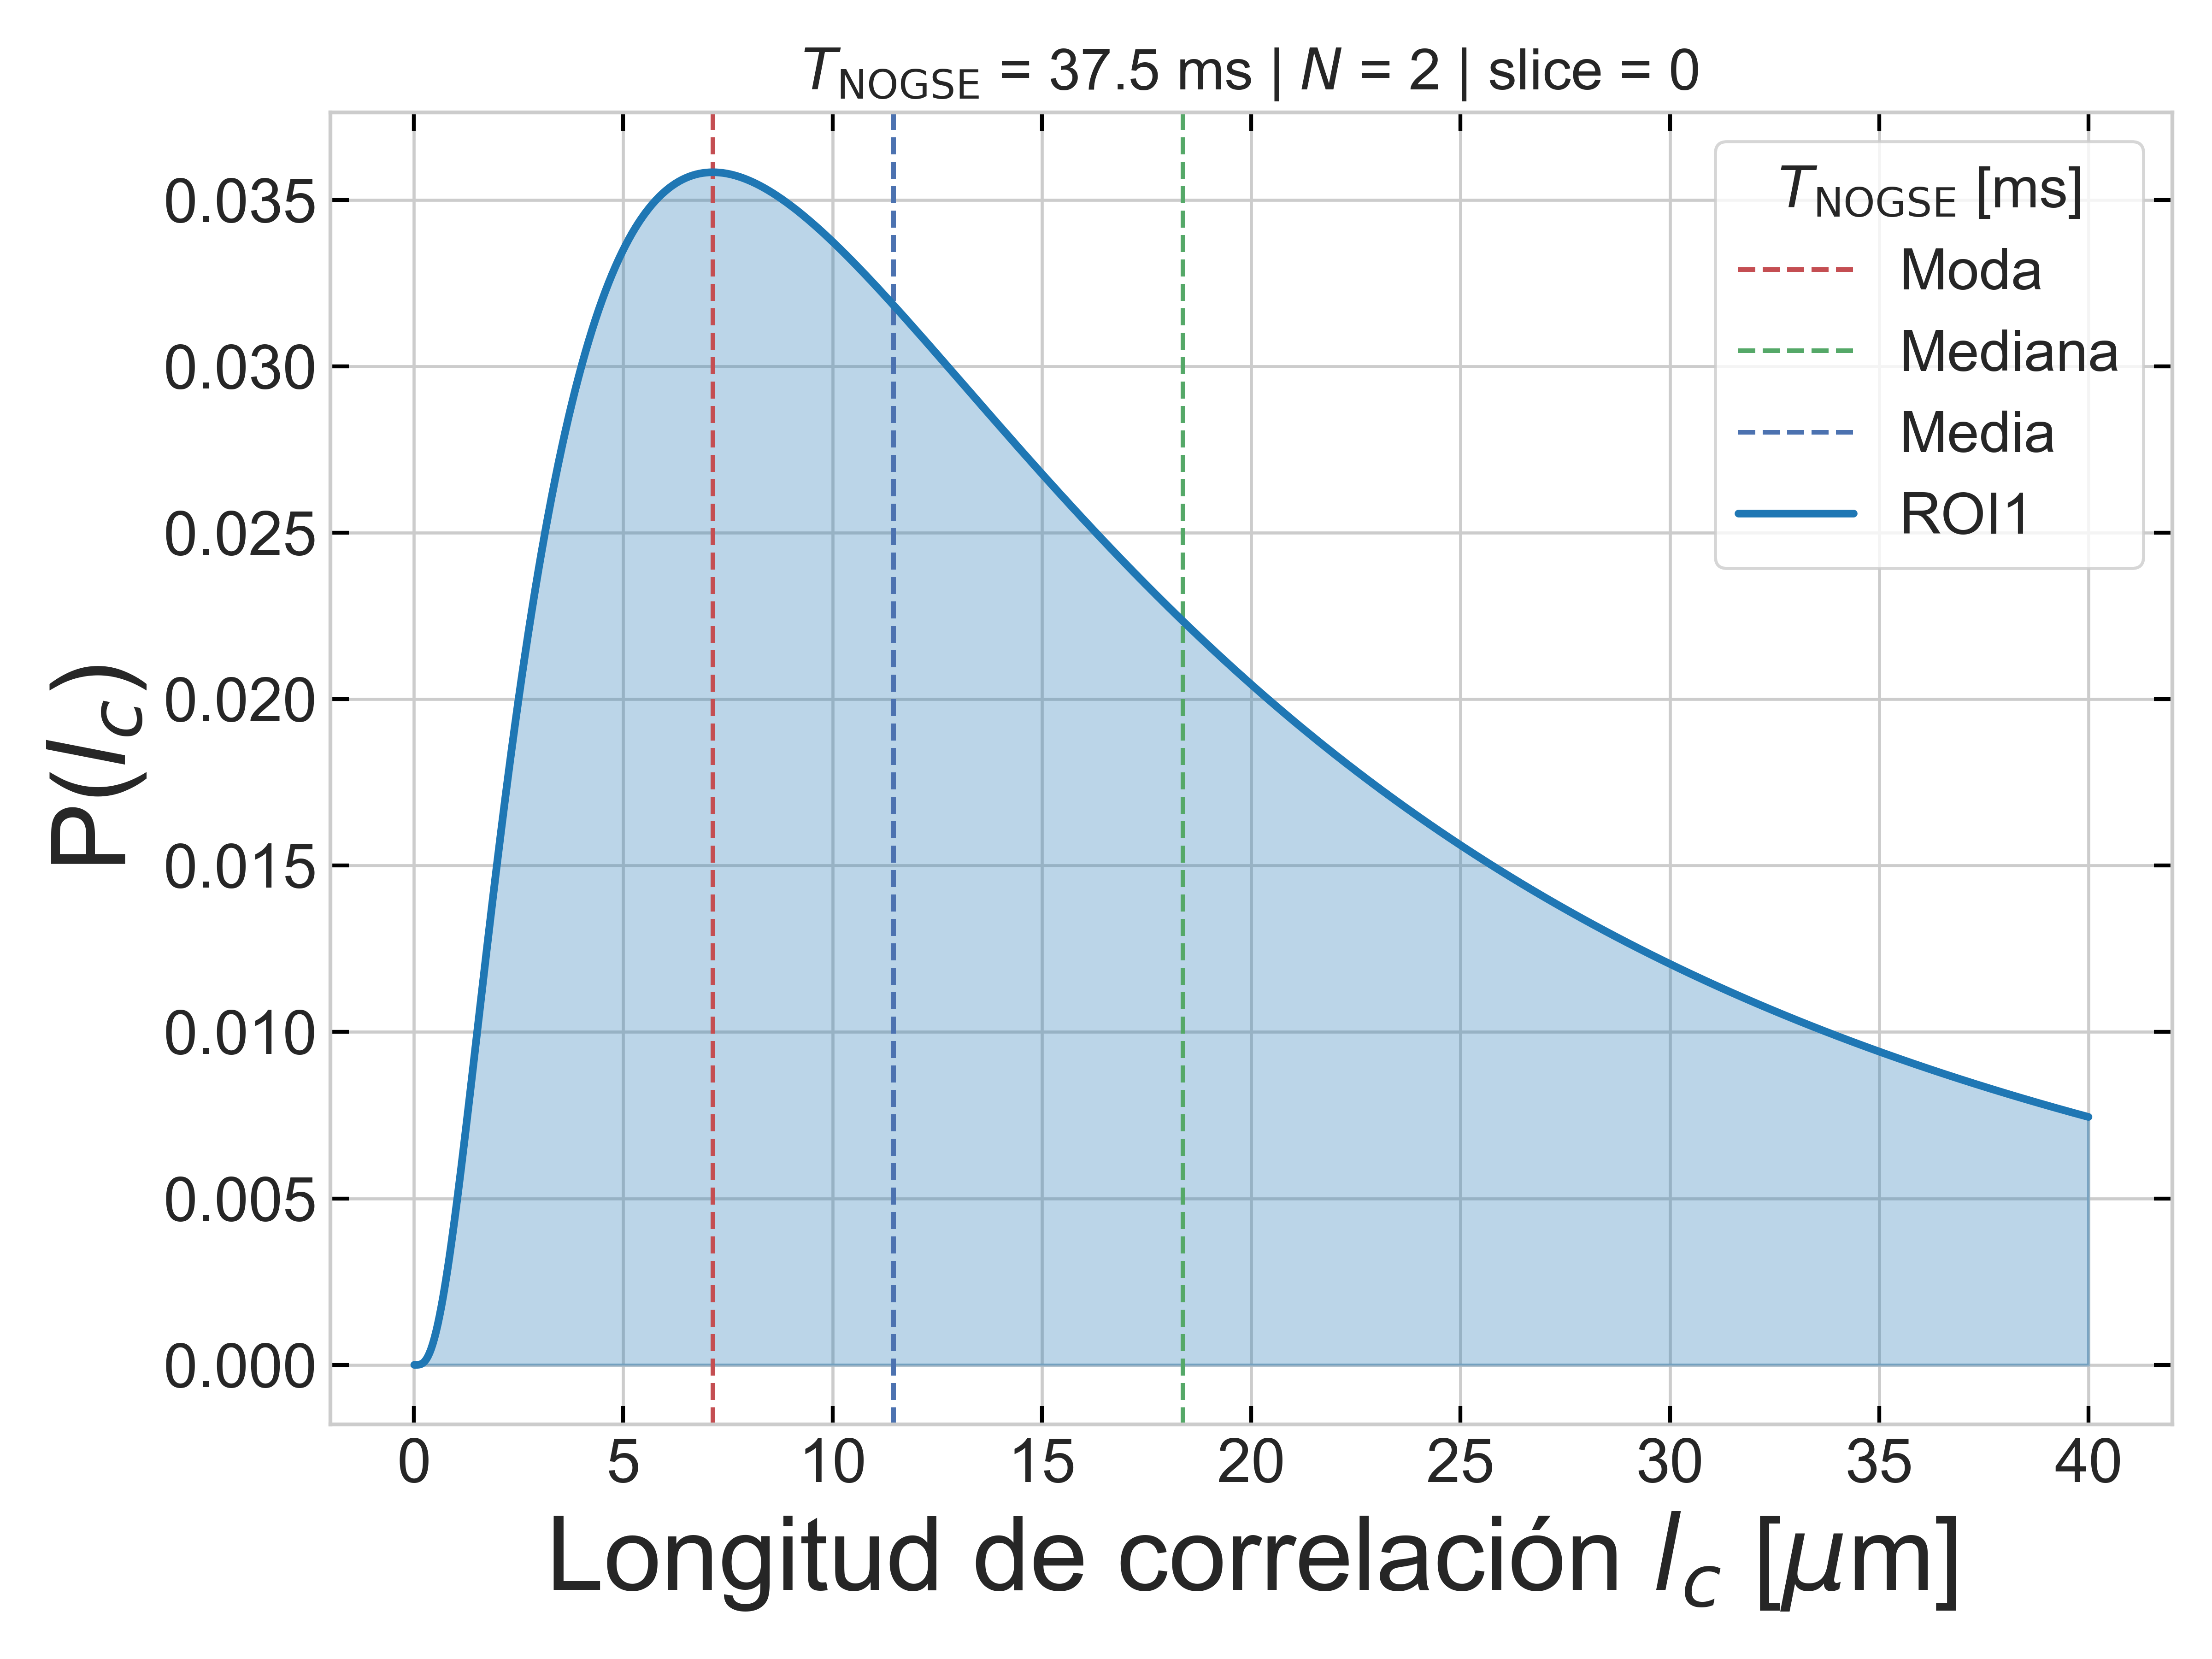 T_NOGSE = 37.5 ms | N = 2 | slice = 0
T_NOGSE [ms]
Moda
Mediana
Media
ROI1
P(l_c)
0.035
0.030
0.025
0.020
0.015
0.010
0.005
0.000
0 5 10 15 20 25 30 35 40
Longitud de correlación l_c [μm]